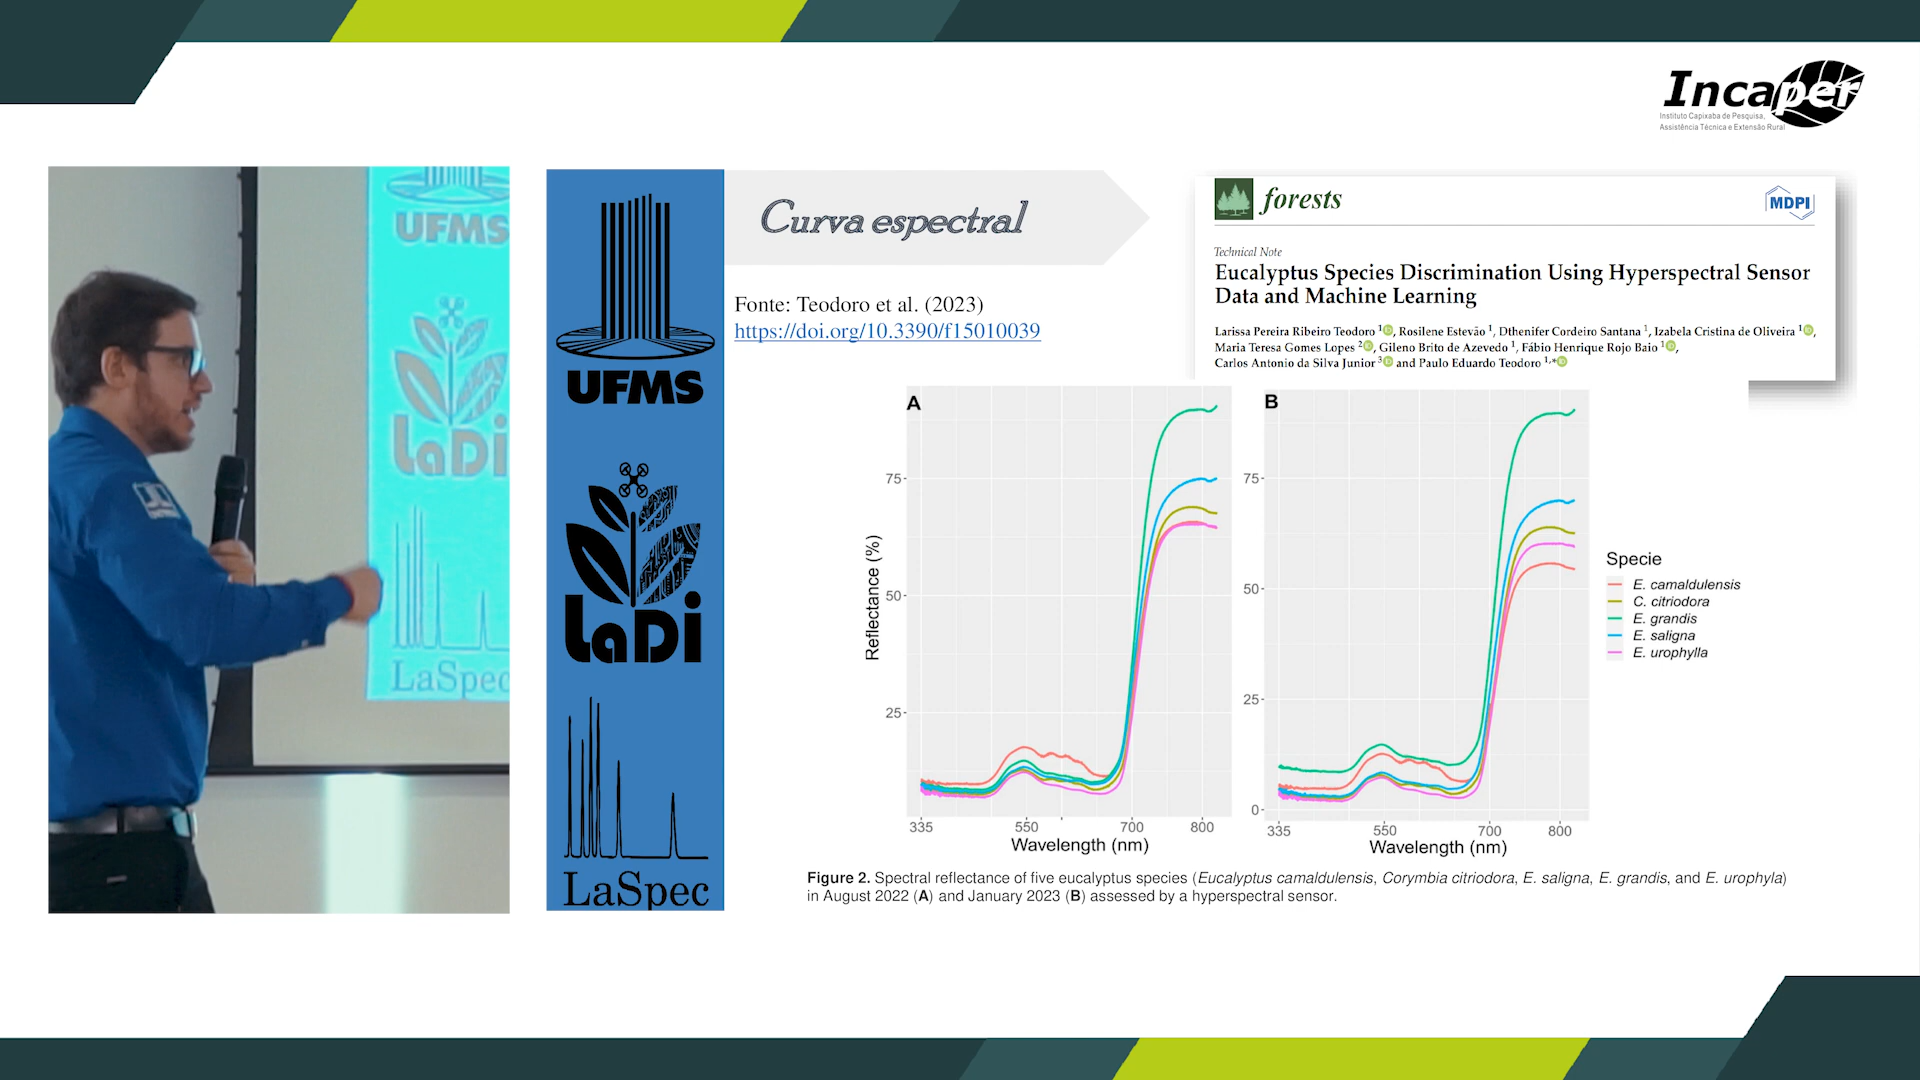 Incaper
Instituto Capixaba de Pesquisa,
Assistência Técnica e Extensão Rural
UFMS
LaDi
LaSpec
UFMS
LaDi
LaSpec
Curva espectral
Fonte: Teodoro et al. (2023)
https://doi.org/10.3390/f15010039
forests
MDPI
Technical Note
Eucalyptus Species Discrimination Using Hyperspectral Sensor
Data and Machine Learning
Larissa Pereira Ribeiro Teodoro 1, Rosilene Estevão 1, Dthenifer Cordeiro Santana 1, Izabela Cristina de Oliveira 1,
Maria Teresa Gomes Lopes 2, Gileno Brito de Azevedo 1, Fábio Henrique Rojo Baio 1,
Carlos Antonio da Silva Junior 3 and Paulo Eduardo Teodoro 1,*
A
75
50
25
Reflectance (%)
335 550 700 800
Wavelength (nm)
B
75
50
25
0
335 550 700 800
Wavelength (nm)
Specie
E. camaldulensis
C. citriodora
E. grandis
E. saligna
E. urophylla
Figure 2. Spectral reflectance of five eucalyptus species (Eucalyptus camaldulensis, Corymbia citriodora, E. saligna, E. grandis, and E. urophyla)
in August 2022 (A) and January 2023 (B) assessed by a hyperspectral sensor.